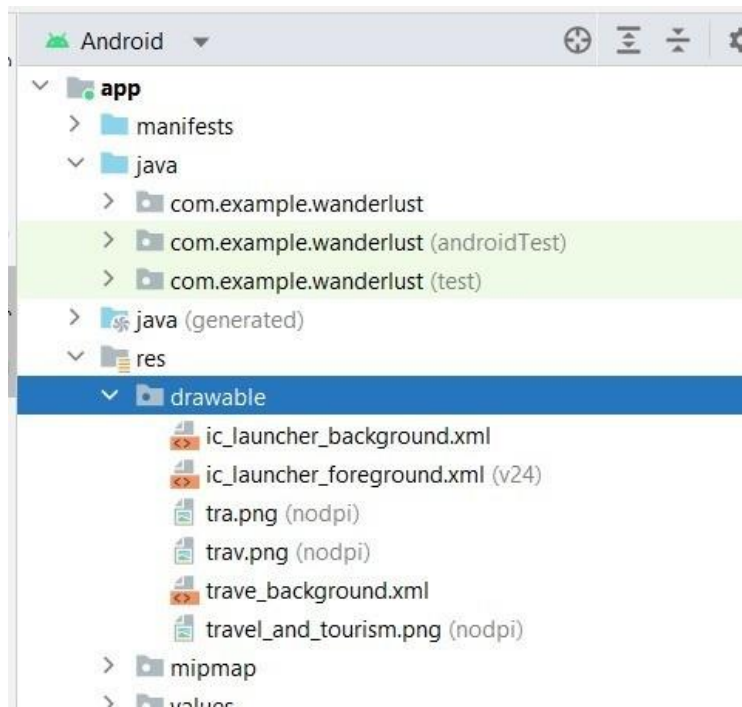 Android
app
manifests
java
com.example.wanderlust
com.example.wanderlust (androidTest)
com.example.wanderlust (test)
java (generated)
res
drawable
ic_launcher_background.xml
ic_launcher_foreground.xml (v24)
tra.png (nodpi)
trav.png (nodpi)
trave_background.xml
travel_and_tourism.png (nodpi)
mipmap
values